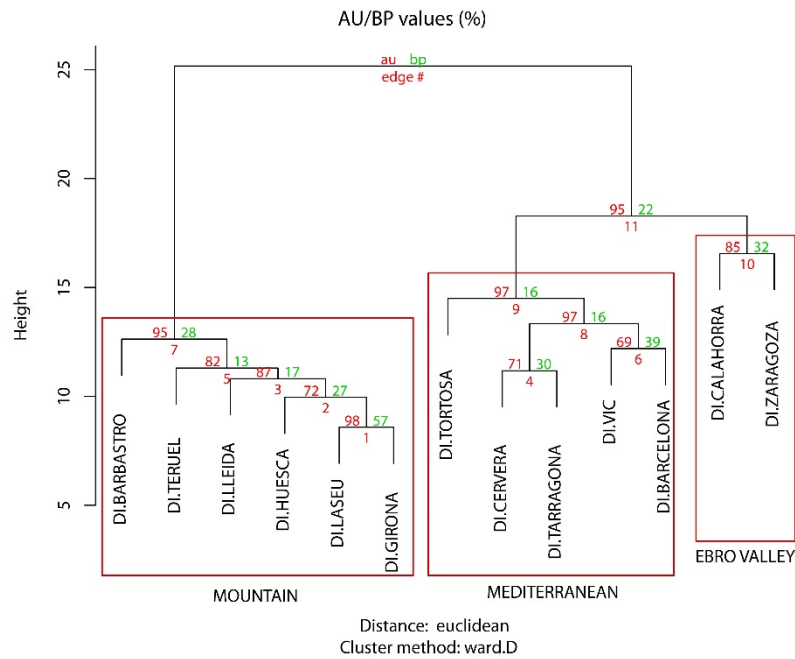 AU/BP values (%)
au bp
edge #
25
20
15
10
5
Height
95 22
11
85 32
10
97 16
9
97 16
8
95 28
7
69 39
6
82 13
5
71 30
4
87 17
3
72 27
2
98 57
1
DI.BARBASTRO
DI.TERUEL
DI.LLEIDA
DI.HUESCA
DI.LASEU
DI.GIRONA
DI.TORTOSA
DI.CERVERA
DI.TARRAGONA
DI.VIC
DI.BARCELONA
DI.CALAHORRA
DI.ZARAGOZA
MOUNTAIN
MEDITERRANEAN
EBRO VALLEY
Distance: euclidean
Cluster method: ward.D